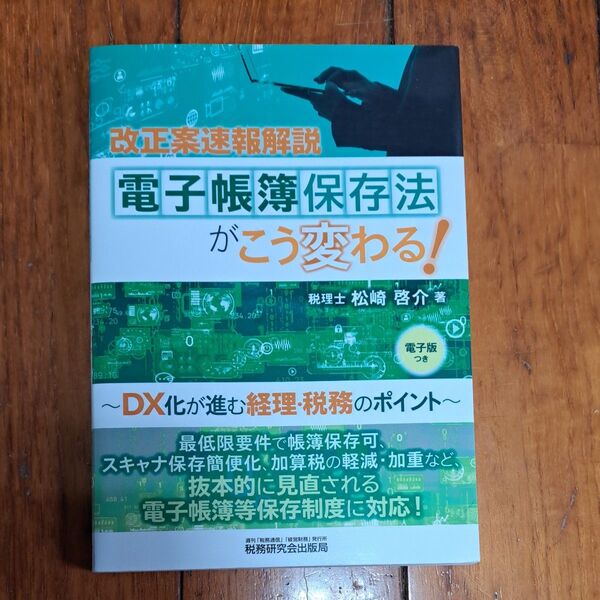 改正案速報解説
電子帳簿保存法
がこう変わる!
税理士 松崎 啓介 著
電子版
つき
〜DX化が進む経理・税務のポイント〜
最低限要件で帳簿保存可、
スキャナ保存簡便化、加算税の軽減・加重など、
抜本的に見直される
電子帳簿等保存制度に対応!
週刊「税務通信」「経営財務」発行所
税務研究会出版局